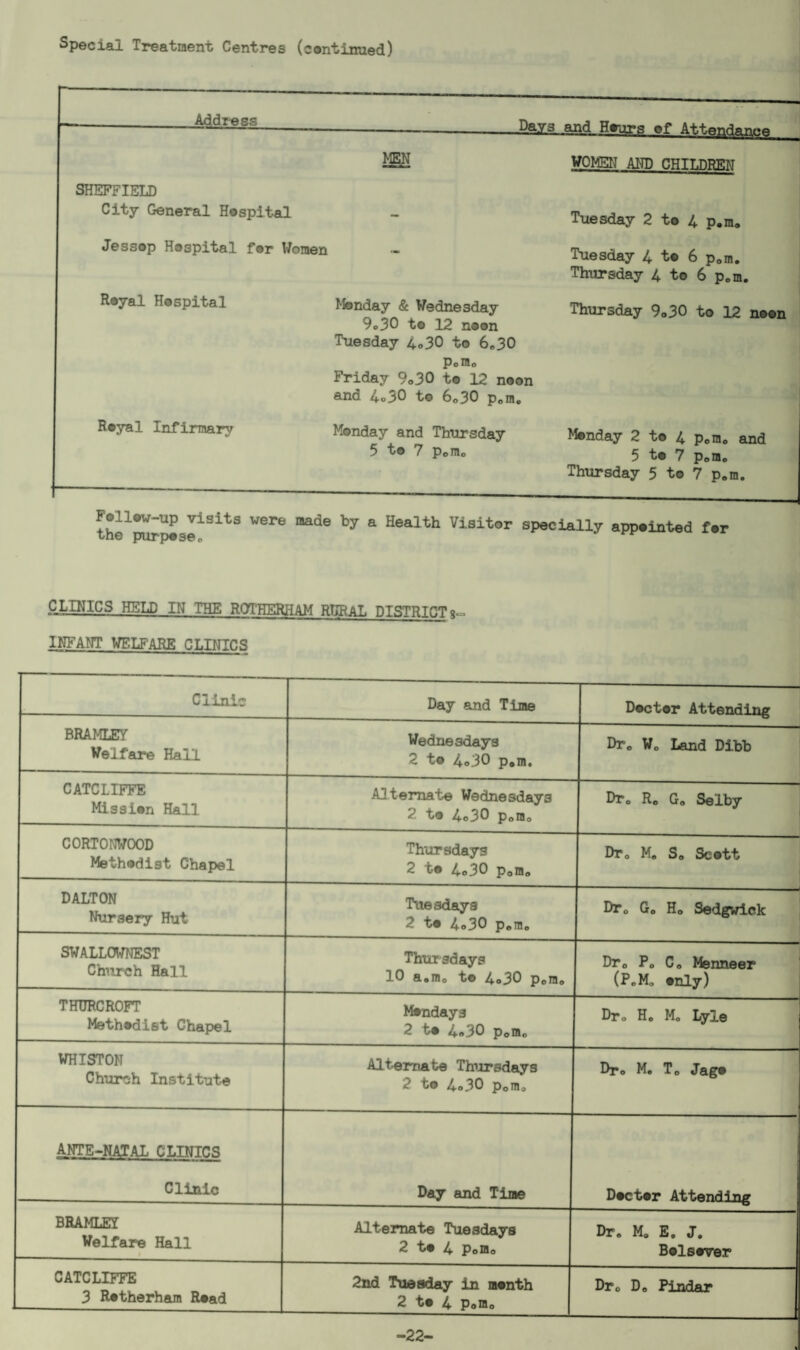 Special Treatment Centres (continued)
Address Days and Hours of Attendance
MEN WOMEN AND CHILDREN
SHEFFIELD
City General Hospital - Tuesday 2 to 4 p.m.
Jessop Hospital for Women - Tuesday 4 to 6 p.m.
Thursday 4 to 6 p.m.
Royal Hospital Monday & Wednesday Thursday 9.30 to 12 noon
9.30 to 12 noon
Tuesday 4.30 to 6.30
p.m.
Friday 9.30 to 12 noon
and 4.30 to 6.30 p.m.
Royal Infirmary Monday and Thursday Monday 2 to 4 p.m. and
5 to 7 p.m. 5 to 7 p.m.
Thursday 5 to 7 p.m.
Follow-up visits were made by a Health Visitor specially appointed for
the purpose.
CLINICS HELD IN THE ROTHERHAM RURAL DISTRICT:-
INFANT WELFARE CLINICS
Clinic Day and Time Doctor Attending
BRAMLEY Wednesdays Dr. W. Land Dibb
Welfare Hall 2 to 4.30 p.m.
CATCLIFFE Alternate Wednesdays Dr. R. G. Selby
Mission Hall 2 to 4.30 p.m.
CORTONWOOD Thursdays Dr. M. S. Scott
Methodist Chapel 2 to 4.30 p.m.
DALTON Tuesdays Dr. G. H. Sedgwick
Nursery Hut 2 to 4.30 p.m.
SWALLOWNEST Thursdays Dr. P. C. Menneer
Church Hall 10 a.m. to 4.30 p.m. (P.M. only)
THURCROFT Mondays Dr. H. M. Lyle
Methodist Chapel 2 to 4.30 p.m.
WHISTON Alternate Thursdays Dr. M. T. Jago
Church Institute 2 to 4.30 p.m.
ANTE-NATAL CLINICS
Clinic Day and Time Doctor Attending
BRAMLEY Alternate Tuesdays Dr. M. E. J.
Welfare Hall 2 to 4 p.m. Bolsover
CATCLIFFE 2nd Tuesday in month Dr. D. Pindar
3 Rotherham Road 2 to 4 p.m.
-22-